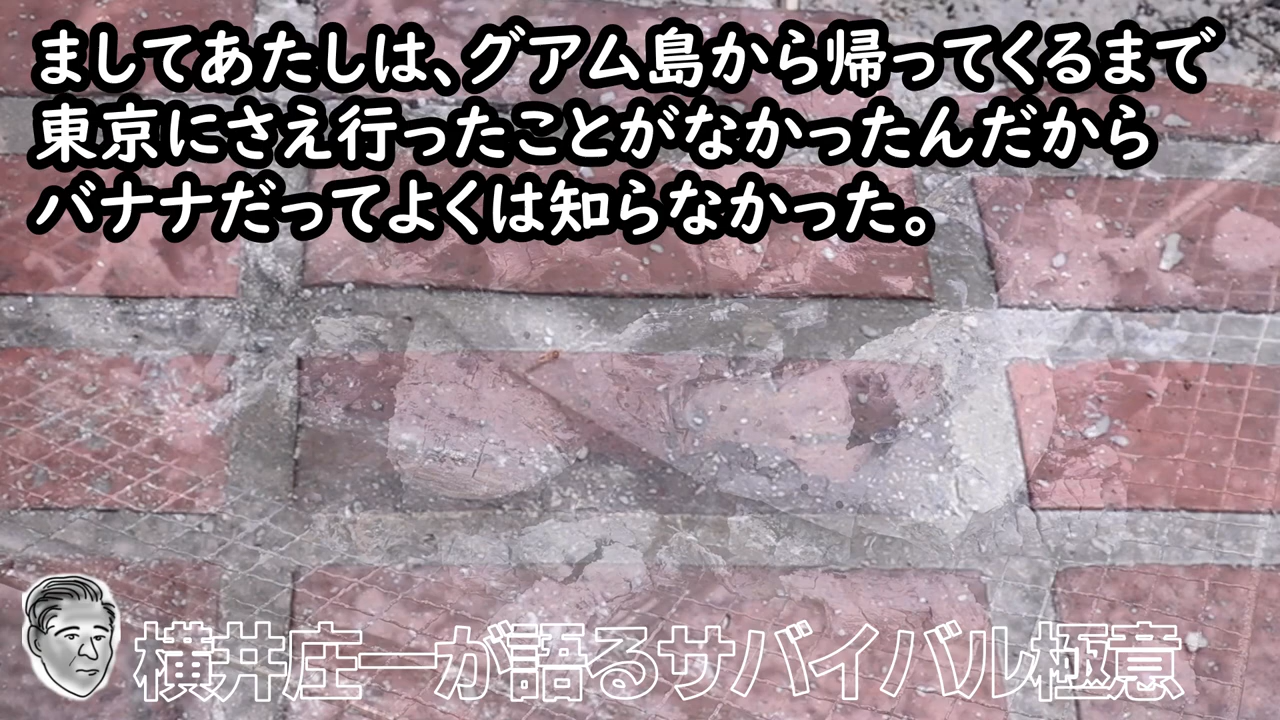 ましてあたしは、グアム島から帰ってくるまで
東京にさえ行ったことがなかったんだから
バナナだってよくは知らなかった。
横井庄一が語るサバイバル極意